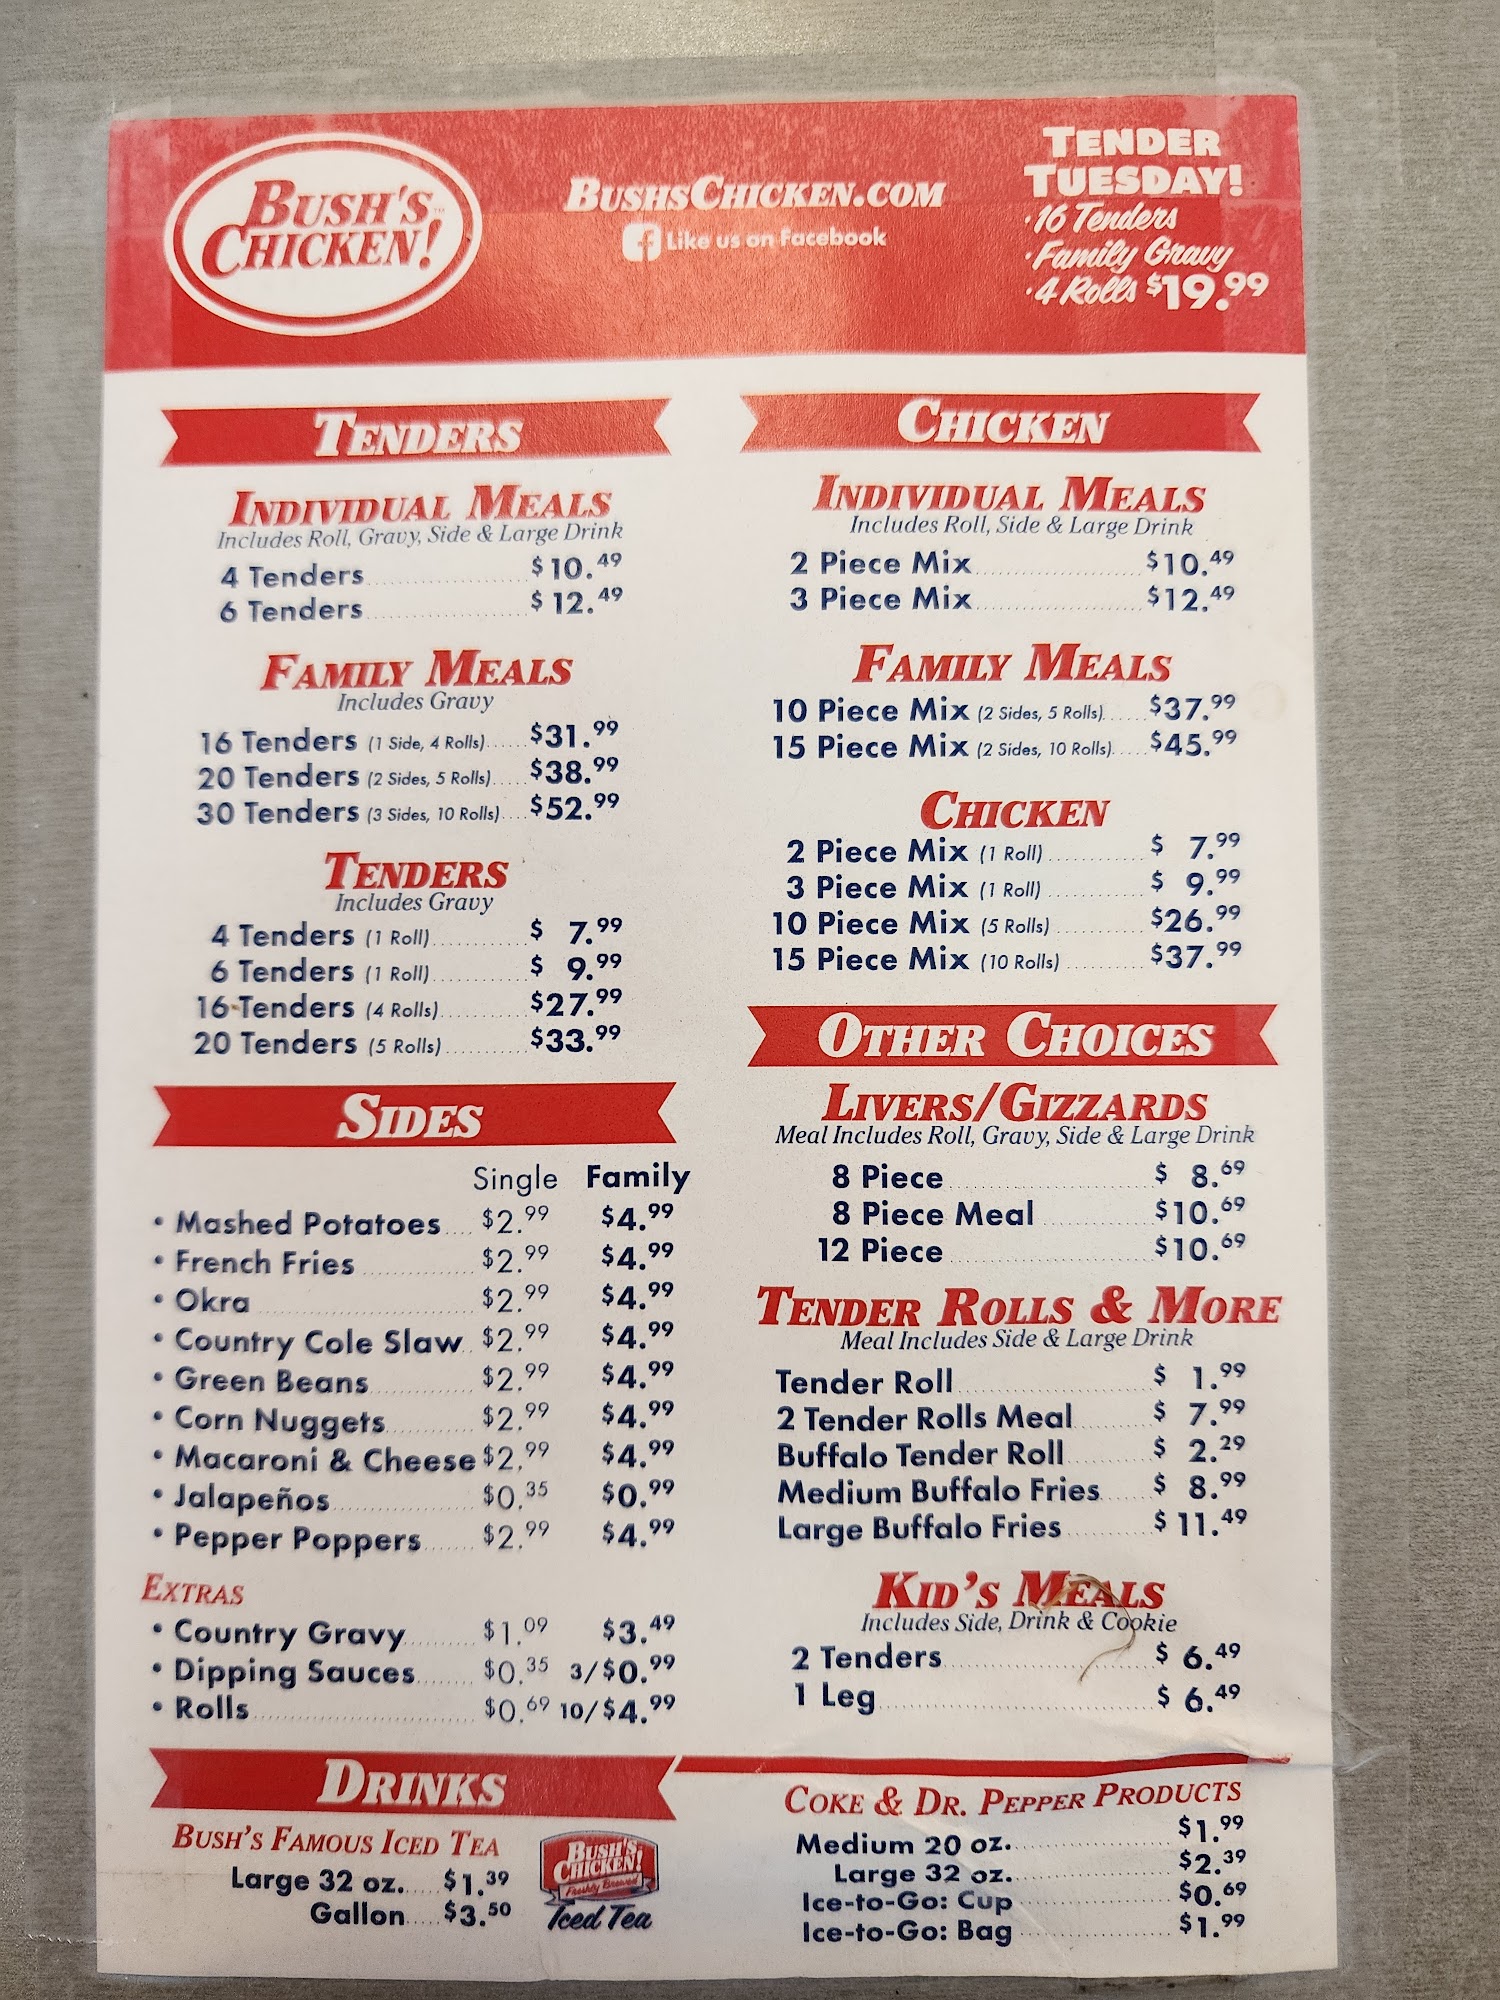 BUSH'S CHICKEN!™
BUSHSCHICKEN.COM
f Like us on Facebook
TENDER
TUESDAY!
·16 Tenders
·Family Gravy
·4 Rolls $19.99
TENDERS
INDIVIDUAL MEALS
Includes Roll, Gravy, Side & Large Drink
4 Tenders $10.49
6 Tenders $12.49
FAMILY MEALS
Includes Gravy
16 Tenders (1 Side, 4 Rolls) $31.99
20 Tenders (2 Sides, 5 Rolls) $38.99
30 Tenders (3 Sides, 10 Rolls) $52.99
TENDERS
Includes Gravy
4 Tenders (1 Roll) $ 7.99
6 Tenders (1 Roll) $ 9.99
16 Tenders (4 Rolls) $27.99
20 Tenders (5 Rolls) $33.99
SIDES
Single Family
• Mashed Potatoes $2.99 $4.99
• French Fries $2.99 $4.99
• Okra $2.99 $4.99
• Country Cole Slaw $2.99 $4.99
• Green Beans $2.99 $4.99
• Corn Nuggets $2.99 $4.99
• Macaroni & Cheese $2.99 $4.99
• Jalapeños $0.35 $0.99
• Pepper Poppers $2.99 $4.99
EXTRAS
• Country Gravy $1.09 $3.49
• Dipping Sauces $0.35 3/$0.99
• Rolls $0.69 10/$4.99
CHICKEN
INDIVIDUAL MEALS
Includes Roll, Side & Large Drink
2 Piece Mix $10.49
3 Piece Mix $12.49
FAMILY MEALS
10 Piece Mix (2 Sides, 5 Rolls) $37.99
15 Piece Mix (2 Sides, 10 Rolls) $45.99
CHICKEN
2 Piece Mix (1 Roll) $ 7.99
3 Piece Mix (1 Roll) $ 9.99
10 Piece Mix (5 Rolls) $26.99
15 Piece Mix (10 Rolls) $37.99
OTHER CHOICES
LIVERS/GIZZARDS
Meal Includes Roll, Gravy, Side & Large Drink
8 Piece $ 8.69
8 Piece Meal $10.69
12 Piece $10.69
TENDER ROLLS & MORE
Meal Includes Side & Large Drink
Tender Roll $ 1.99
2 Tender Rolls Meal $ 7.99
Buffalo Tender Roll $ 2.29
Medium Buffalo Fries $ 8.99
Large Buffalo Fries $ 11.49
KID'S MEALS
Includes Side, Drink & Cookie
2 Tenders $ 6.49
1 Leg $ 6.49
DRINKS
BUSH'S FAMOUS ICED TEA
Large 32 oz. $1.39
Gallon $3.50
BUSH'S
CHICKEN!
Freshly Brewed
Iced Tea
COKE & DR. PEPPER PRODUCTS
Medium 20 oz. $1.99
Large 32 oz. $2.39
Ice-to-Go: Cup $0.69
Ice-to-Go: Bag $1.99